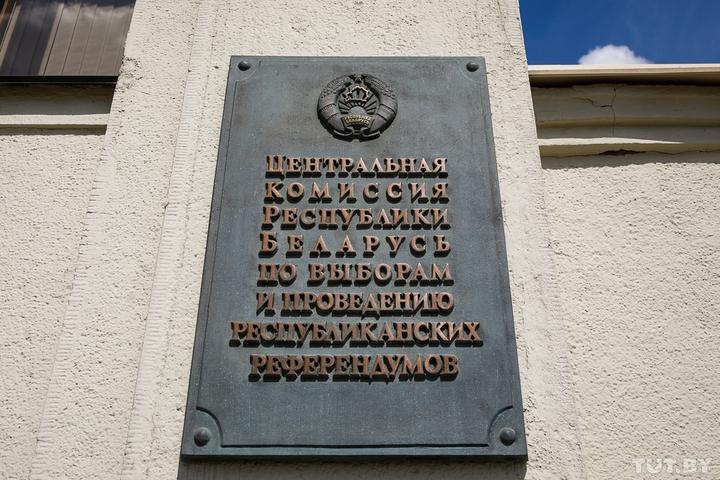 Центральная
комиссия
Республики
Беларусь
по выборам
и проведению
республиканских
референдумов
TUT.BY